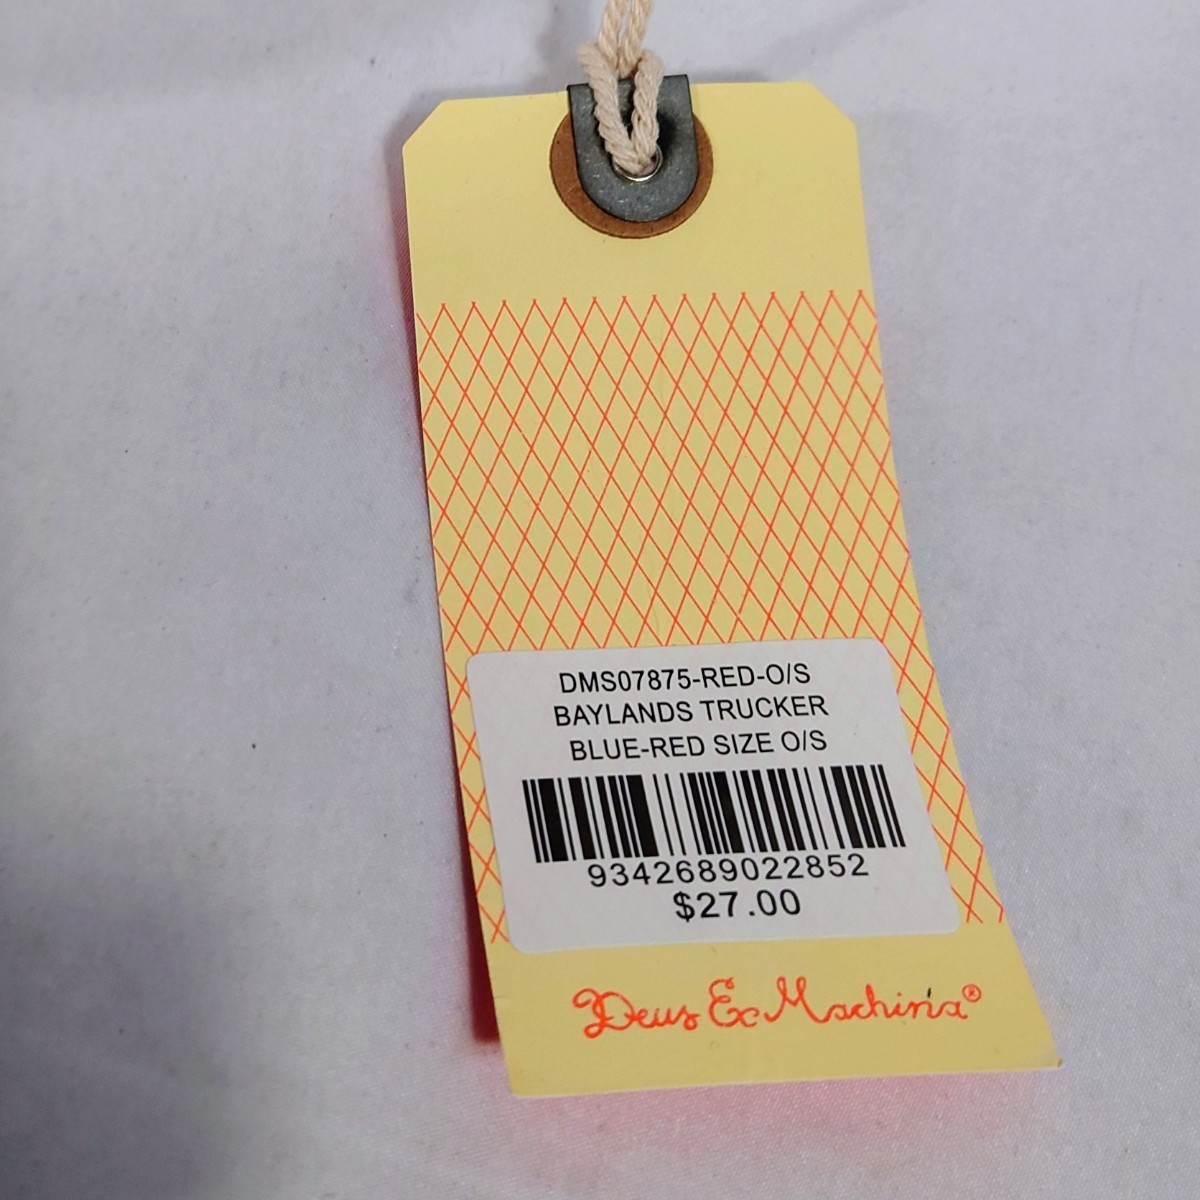 DMS07875-RED-O/S
BAYLANDS TRUCKER
BLUE-RED SIZE O/S
9342689022852
$27.00
Deus Ex Machina®